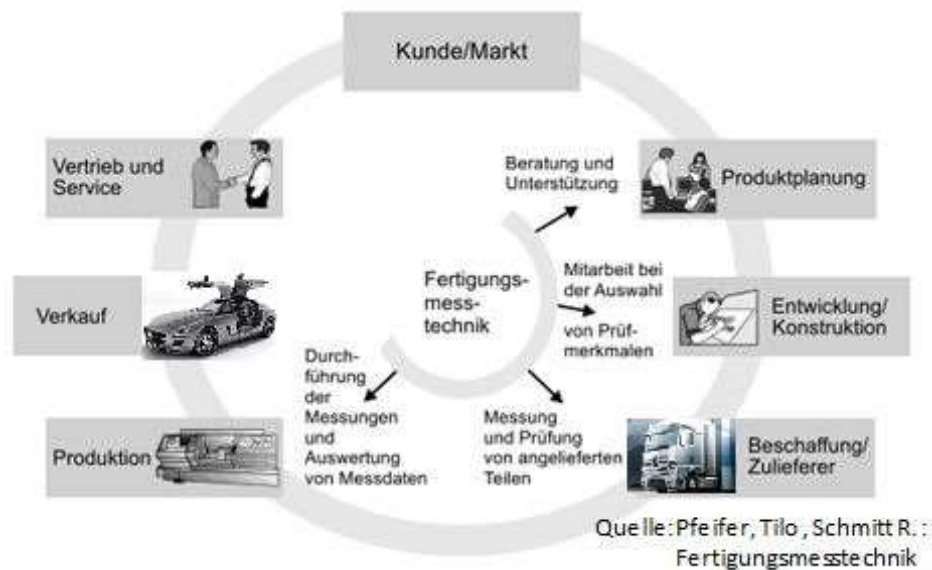 Kunde/Markt
Vertrieb und
Service
Beratung und
Unterstützung
Produktplanung
Verkauf
Fertigungs-
mess-
technik
Mitarbeit bei
der Auswahl
von Prüf-
merkmalen
Entwicklung/
Konstruktion
Produktion
Durch-
führung
der
Messungen
und
Auswertung
von Messdaten
Messung
und Prüfung
von angelieferten
Teilen
Beschaffung/
Zulieferer
Quelle: Pfeifer, Tilo, Schmitt R.:
Fertigungsmesstechnik